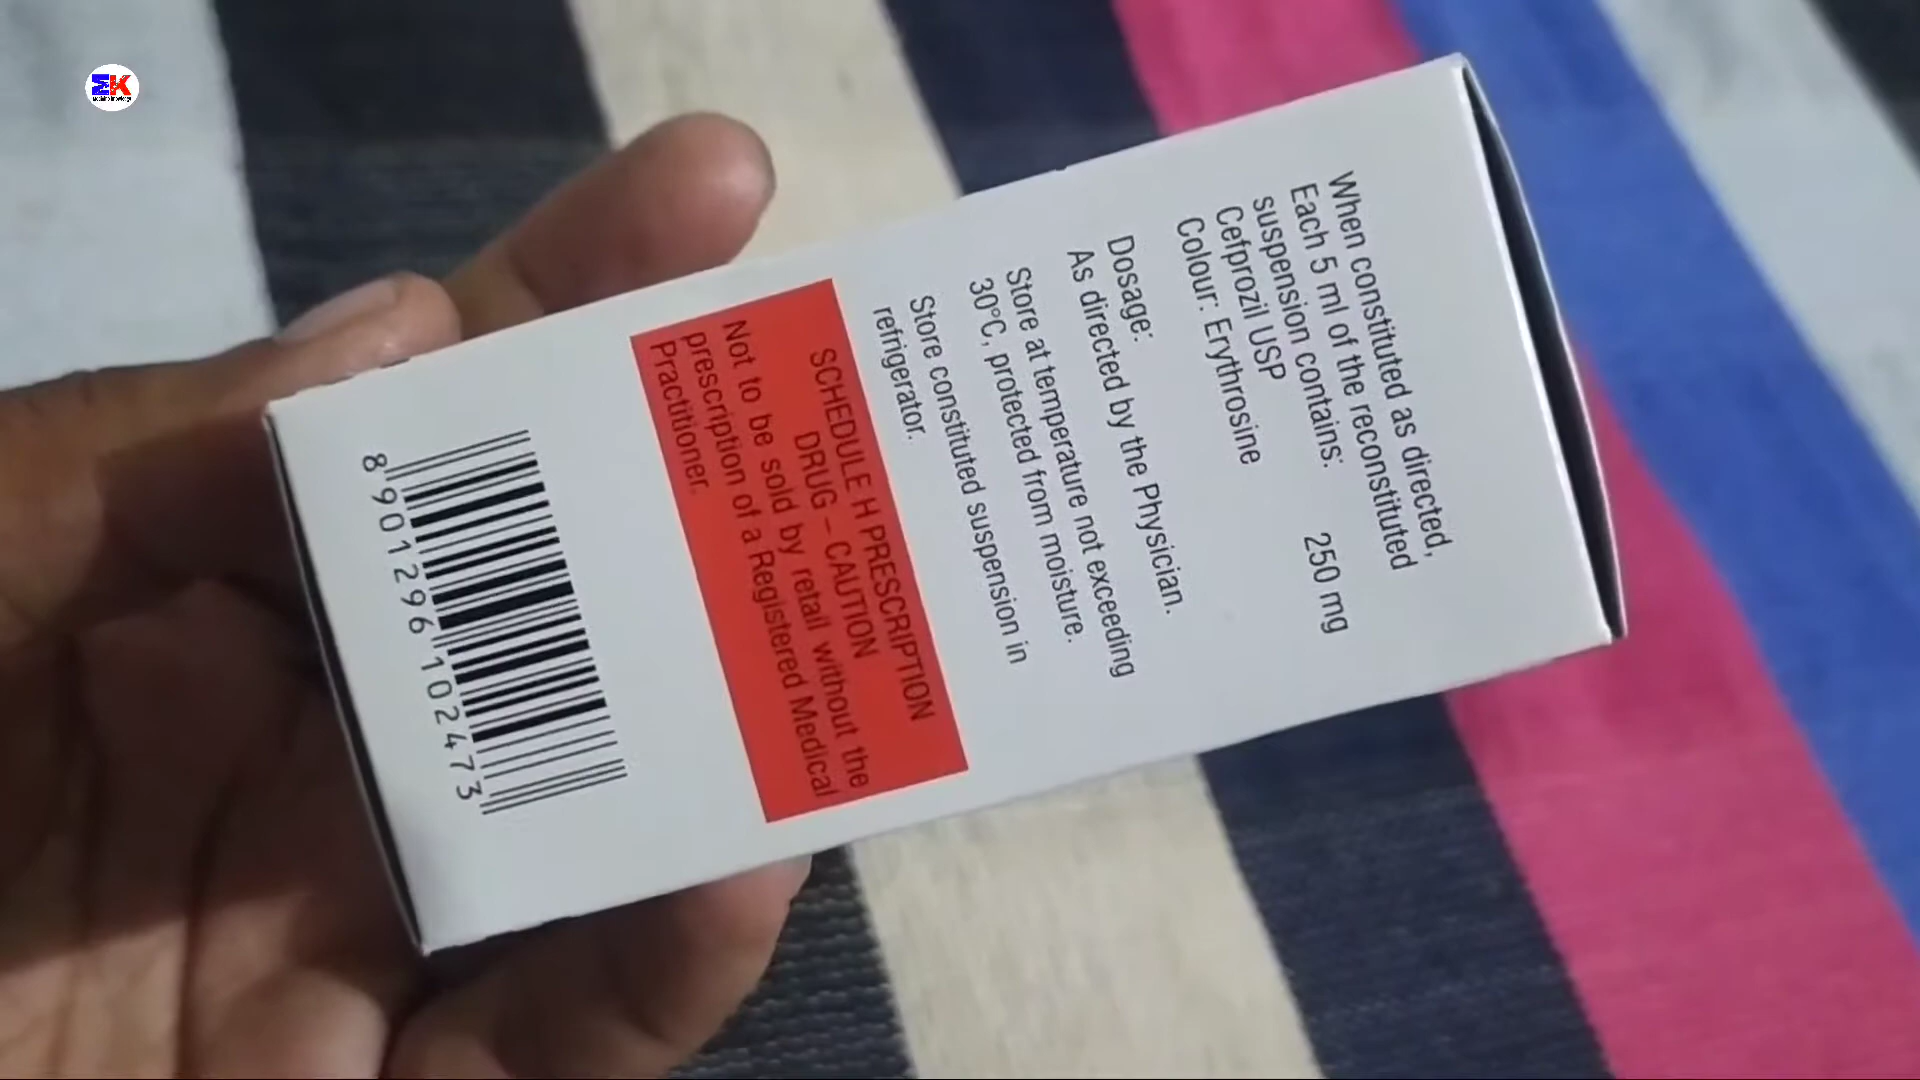 MK
Medicine knowledge
When constituted as directed,
Each 5 ml of the reconstituted
suspension contains:
Cefprozil USP 250 mg
Colour: Erythrosine
Dosage:
As directed by the Physician.
Store at temperature not exceeding
30°C, protected from moisture.
Store constituted suspension in
refrigerator.
SCHEDULE H PRESCRIPTION
DRUG – CAUTION
Not to be sold by retail without the
prescription of a Registered Medical
Practitioner.
8 901296 102473